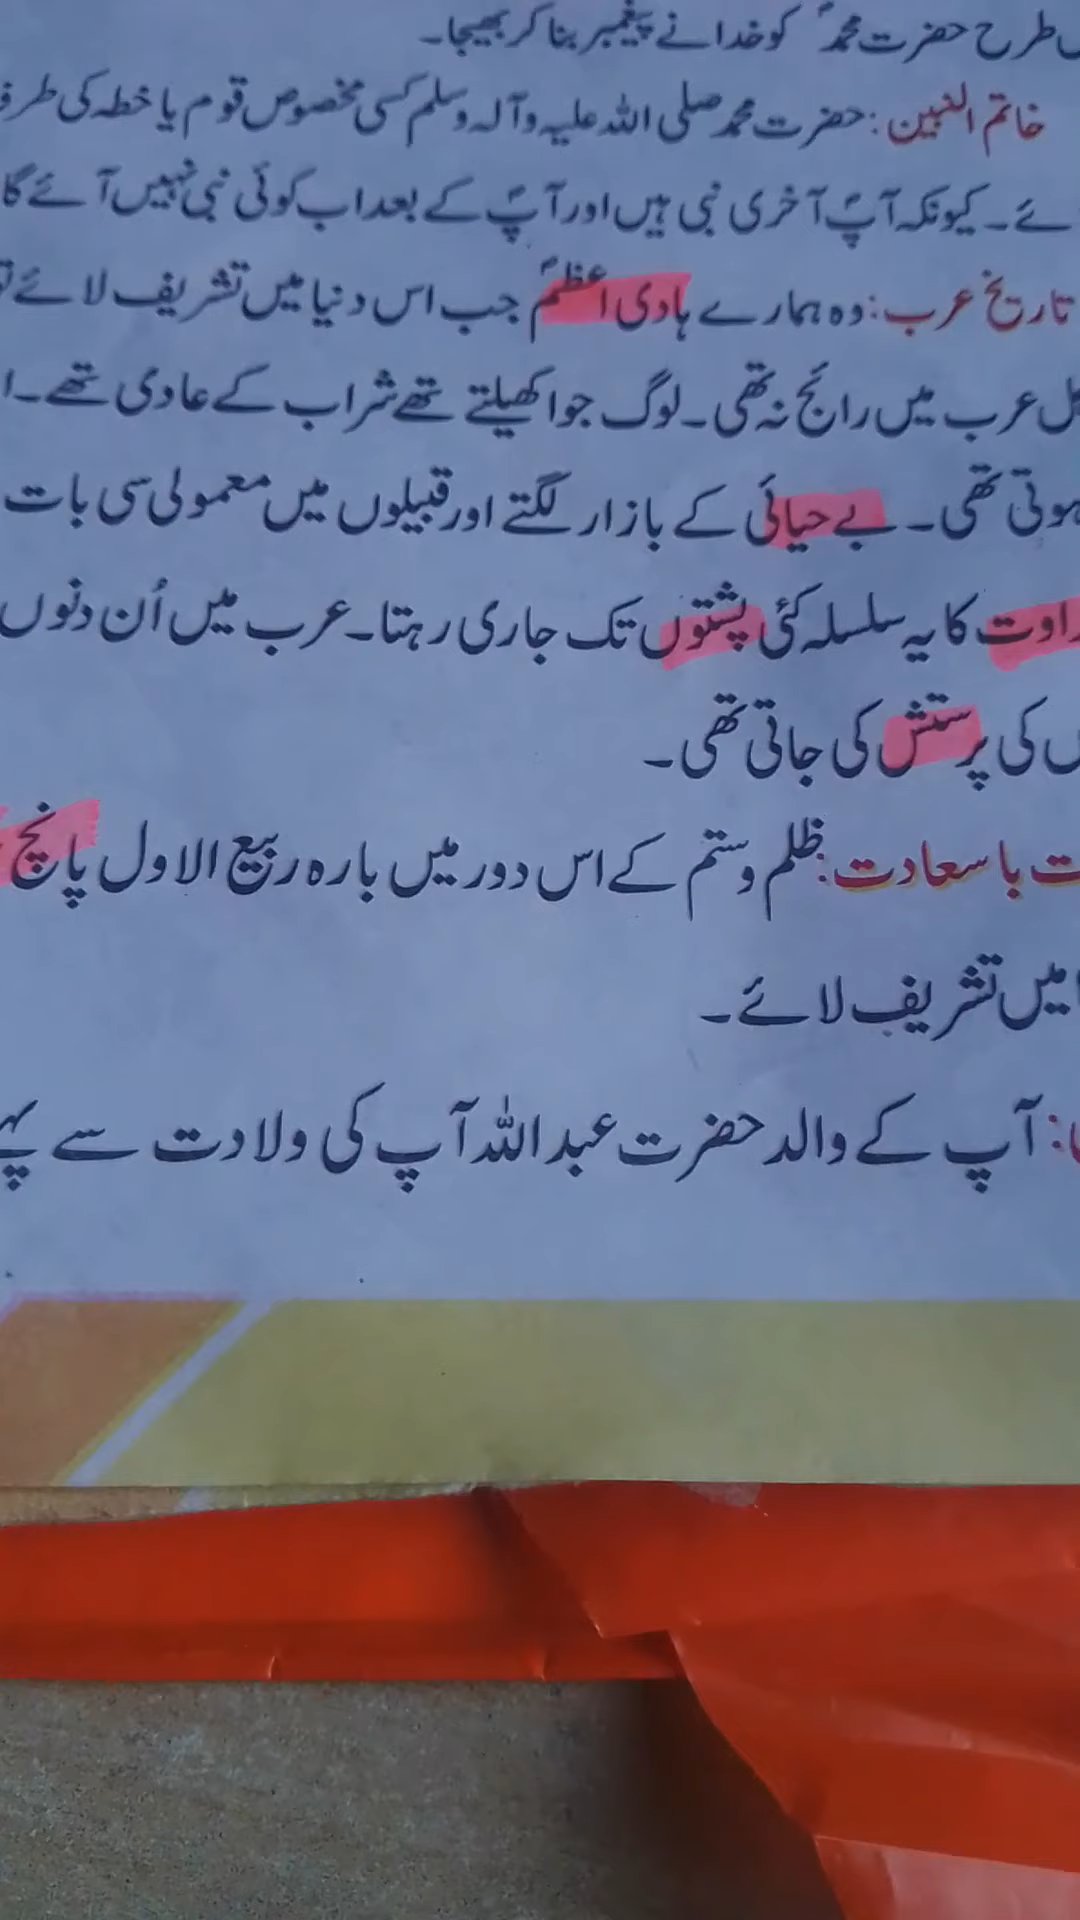 طرح حضرت محمدؐ کو خدا نے پیغمبر بنا کر بھیجا۔
خاتم النبین: حضرت محمد صلی اللہ علیہ وآلہ وسلم کسی مخصوص قوم یا خطہ کی طرف
ئے۔ کیونکہ آپؐ آخری نبی ہیں اور آپؐ کے بعد اب کوئی نبی نہیں آئے گا
تاریخ عرب: وہ ہمارے ہادی اعظمؐ جب اس دنیا میں تشریف لائے
عرب میں رائج نہ تھی۔ لوگ جوا کھیلتے تھے شراب کے عادی تھے۔
ہوتی تھی۔ بے حیائی کے بازار لگتے اور قبیلوں میں معمولی سی بات
اوت کا یہ سلسلہ کئی پشتوں تک جاری رہتا۔ عرب میں اُن دنوں
کی پرستش کی جاتی تھی۔
ت باسعادت: ظلم و ستم کے اس دور میں بارہ ربیع الاول پانچ
میں تشریف لائے۔
: آپ کے والد حضرت عبداللہ آپ کی ولادت سے